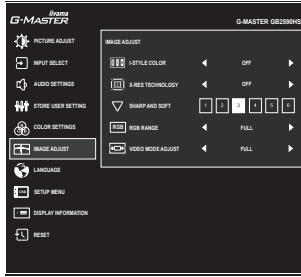 iiyama
G-MASTER
G-MASTER GB2590HS
PICTURE ADJUST
INPUT SELECT
AUDIO SETTINGS
STORE USER SETTING
COLOR SETTINGS
IMAGE ADJUST
LANGUAGE
SETUP MENU
DISPLAY INFORMATION
RESET
IMAGE ADJUST
I-STYLE COLOR OFF
X-RES TECHNOLOGY OFF
SHARP AND SOFT 1 2 3 4 5 6
RGB RGB RANGE FULL
VIDEO MODE ADJUST FULL